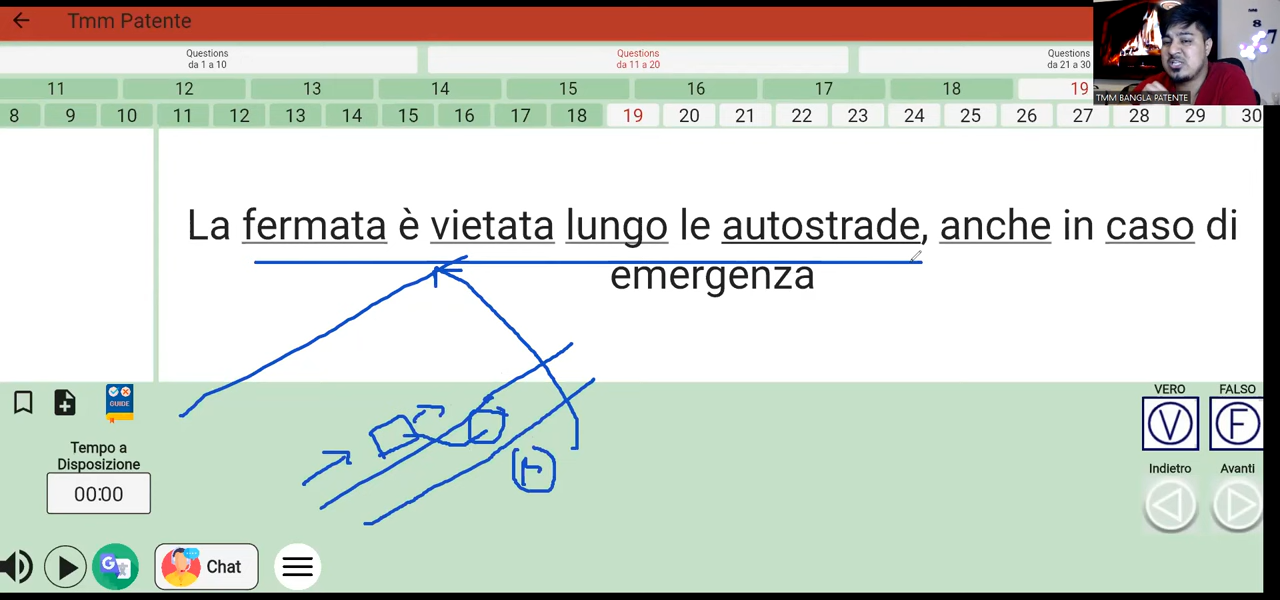 Tmm Patente
Questions
da 1 a 10
Questions
da 11 a 20
Questions
da 21 a 30
11 12 13 14 15 16 17 18 19
8 9 10 11 12 13 14 15 16 17 18 19 20 21 22 23 24 25 26 27 28 29 30
TMM BANGLA PATENTE
La fermata è vietata lungo le autostrade, anche in caso di
emergenza
GUIDE
VERO FALSO
V F
Tempo a
Disposizione
00:00
Indietro Avanti
Chat